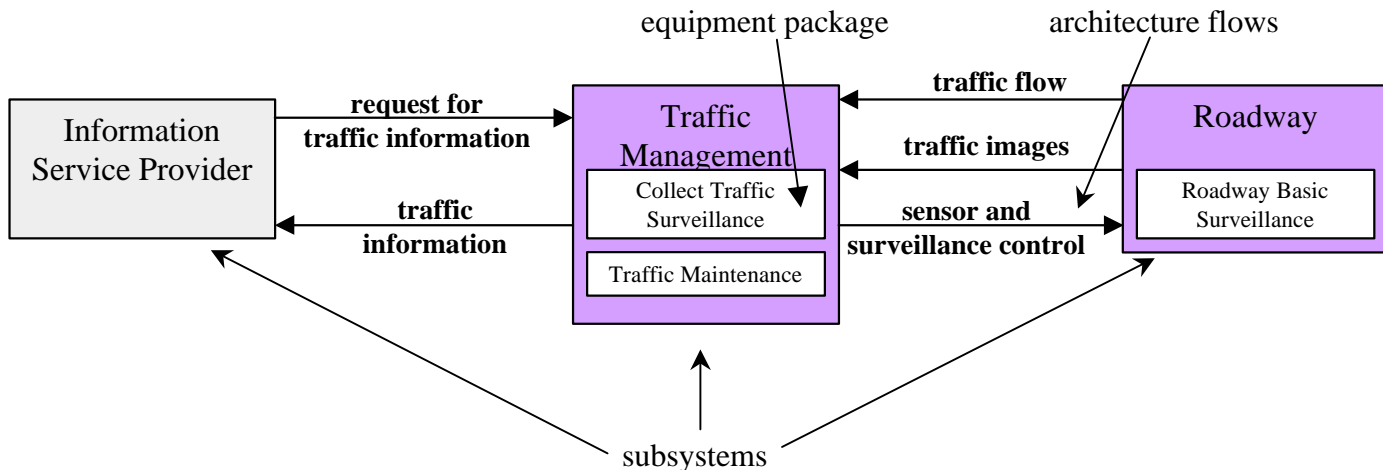 equipment package
architecture flows
Information
Service Provider
request for
traffic information
traffic
information
Traffic
Management
Collect Traffic
Surveillance
Traffic Maintenance
traffic flow
traffic images
sensor and
surveillance control
Roadway
Roadway Basic
Surveillance
subsystems